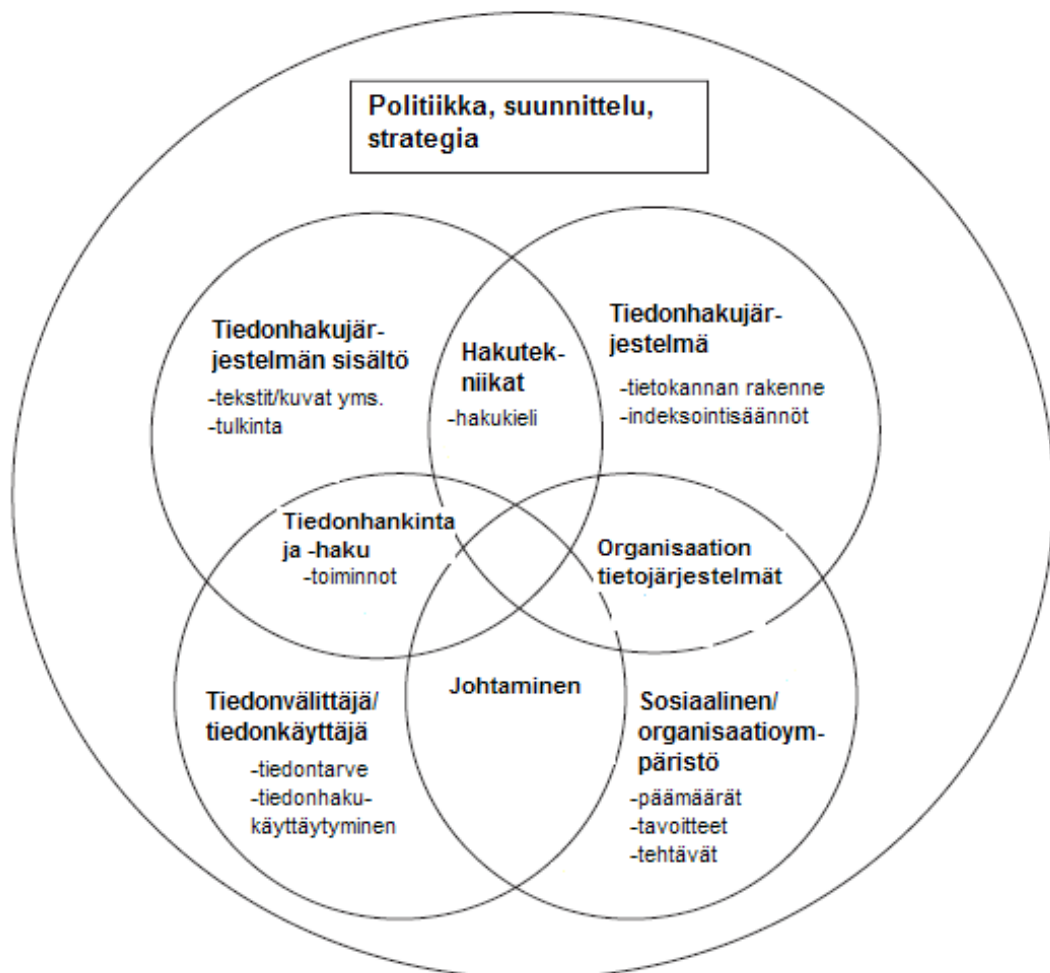 Politiikka, suunnittelu,
strategia
Tiedonhakujär-
jestelmän sisältö
-tekstit/kuvat yms.
-tulkinta
Hakutek-
niikat
-hakukieli
Tiedonhakujär-
jestelmä
-tietokannan rakenne
-indeksointisäännöt
Tiedonhankinta
ja -haku
-toiminnot
Organisaation
tietojärjestelmät
Johtaminen
Tiedonvälittäjä/
tiedonkäyttäjä
-tiedontarve
-tiedonhaku-
käyttäytyminen
Sosiaalinen/
organisaatioym-
päristö
-päämäärät
-tavoitteet
-tehtävät